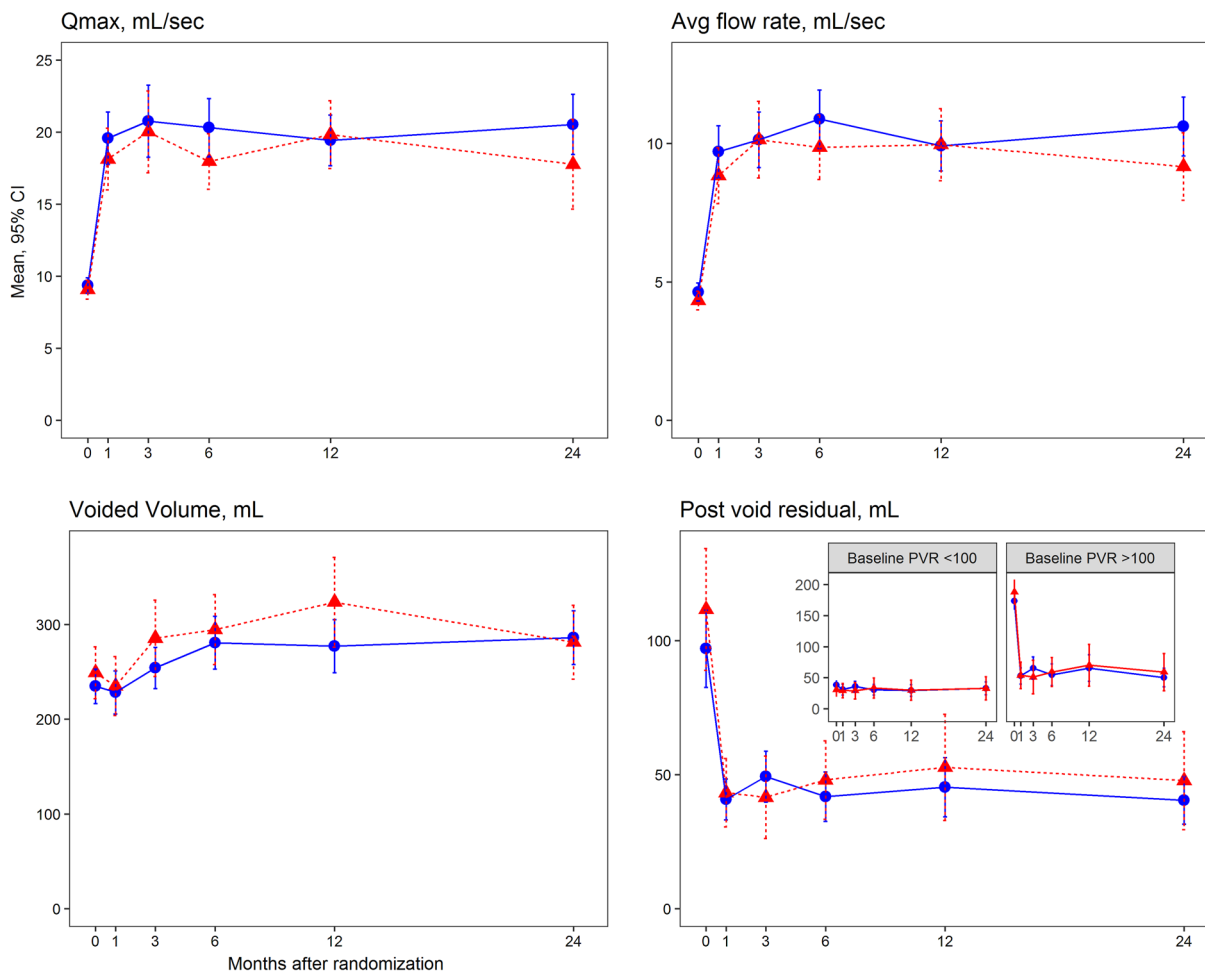 Qmax, mL/sec
25
20
15
10
5
0
Mean, 95% CI
0 1 3 6 12 24
Avg flow rate, mL/sec
10
5
0
0 1 3 6 12 24
Voided Volume, mL
300
200
100
0
0 1 3 6 12 24
Months after randomization
Post void residual, mL
100
50
0
0 1 3 6 12 24
Baseline PVR <100
Baseline PVR >100
200
150
100
50
0
0 1 3 6 12 24
0 1 3 6 12 24